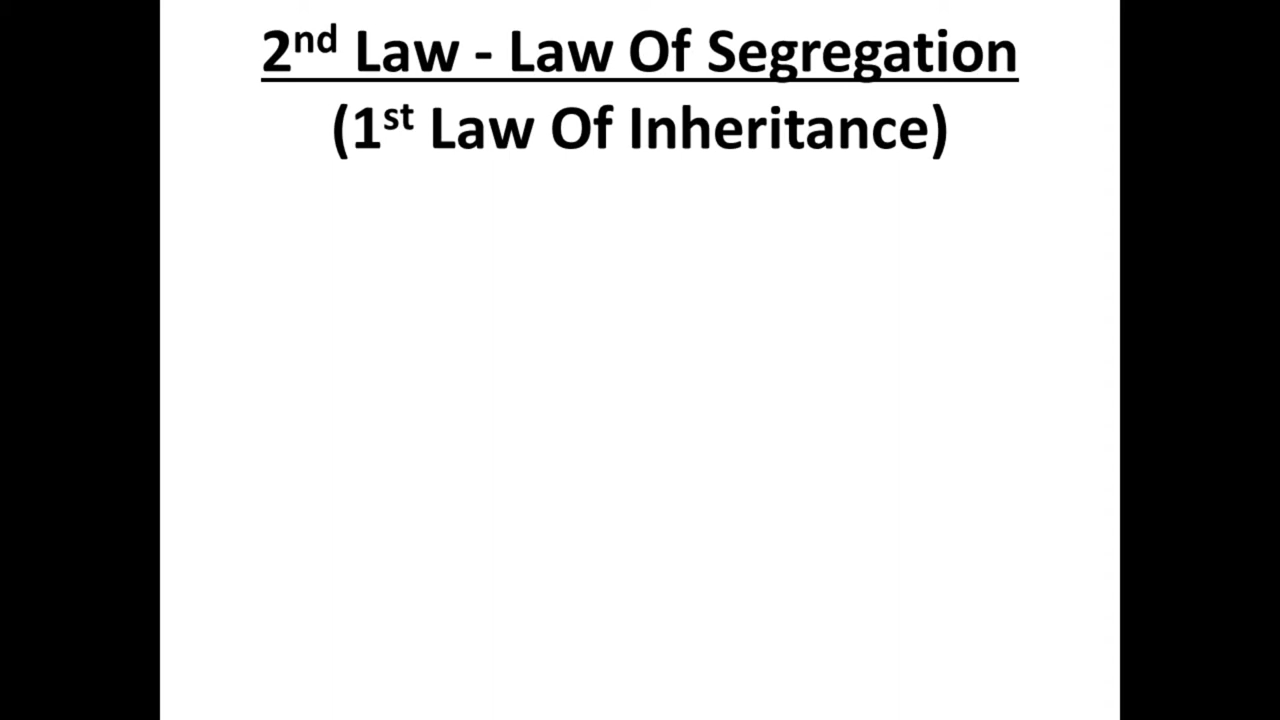 2nd Law - Law Of Segregation
(1st Law Of Inheritance)